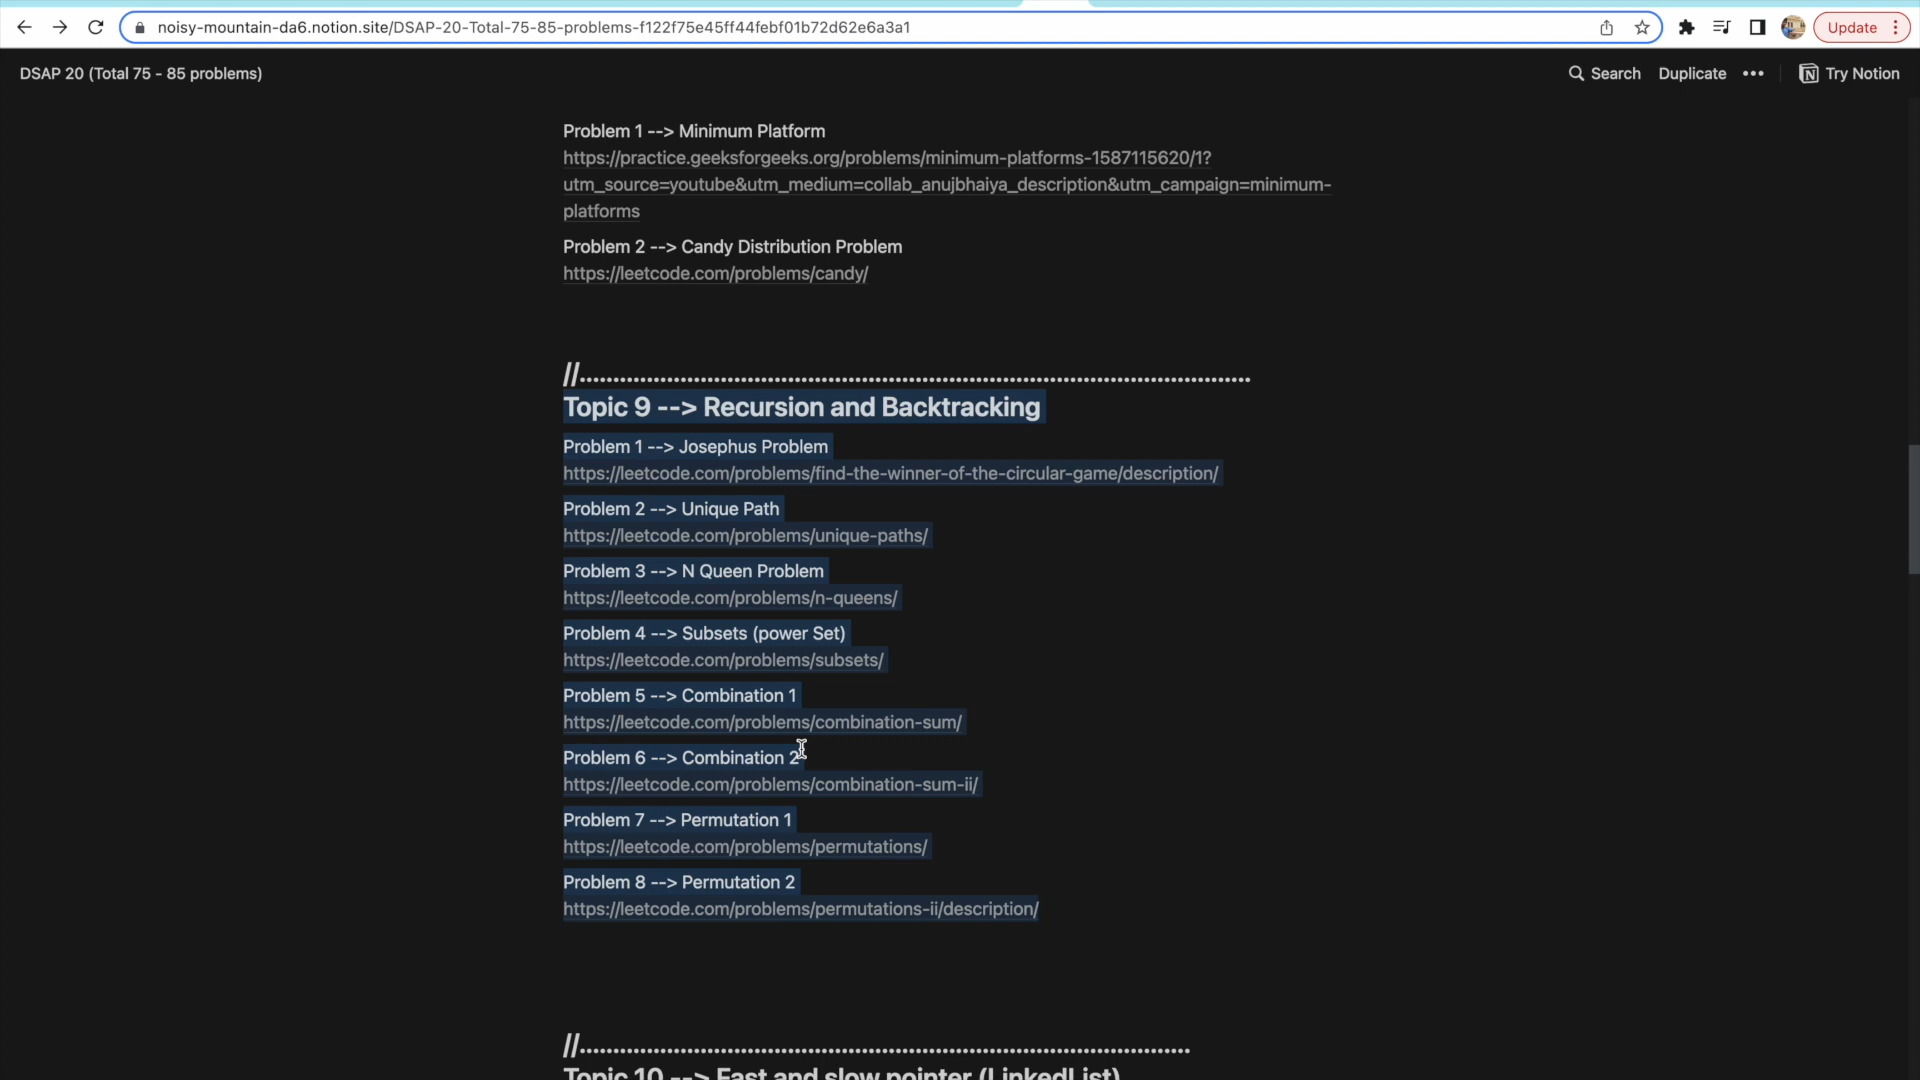 noisy-mountain-da6.notion.site/DSAP-20-Total-75-85-problems-f122f75e45ff44febf01b72d62e6a3a1
Update
DSAP 20 (Total 75 - 85 problems)
Search
Duplicate
Try Notion
Problem 1 --> Minimum Platform
https://practice.geeksforgeeks.org/problems/minimum-platforms-1587115620/1?
utm_source=youtube&utm_medium=collab_anujbhaiya_description&utm_campaign=minimum-
platforms
Problem 2 --> Candy Distribution Problem
https://leetcode.com/problems/candy/
//....................................................................................................
Topic 9 --> Recursion and Backtracking
Problem 1 --> Josephus Problem
https://leetcode.com/problems/find-the-winner-of-the-circular-game/description/
Problem 2 --> Unique Path
https://leetcode.com/problems/unique-paths/
Problem 3 --> N Queen Problem
https://leetcode.com/problems/n-queens/
Problem 4 --> Subsets (power Set)
https://leetcode.com/problems/subsets/
Problem 5 --> Combination 1
https://leetcode.com/problems/combination-sum/
Problem 6 --> Combination 2
https://leetcode.com/problems/combination-sum-ii/
Problem 7 --> Permutation 1
https://leetcode.com/problems/permutations/
Problem 8 --> Permutation 2
https://leetcode.com/problems/permutations-ii/description/
//...........................................................................................
Topic 10 --> Fast and slow pointer (LinkedList)